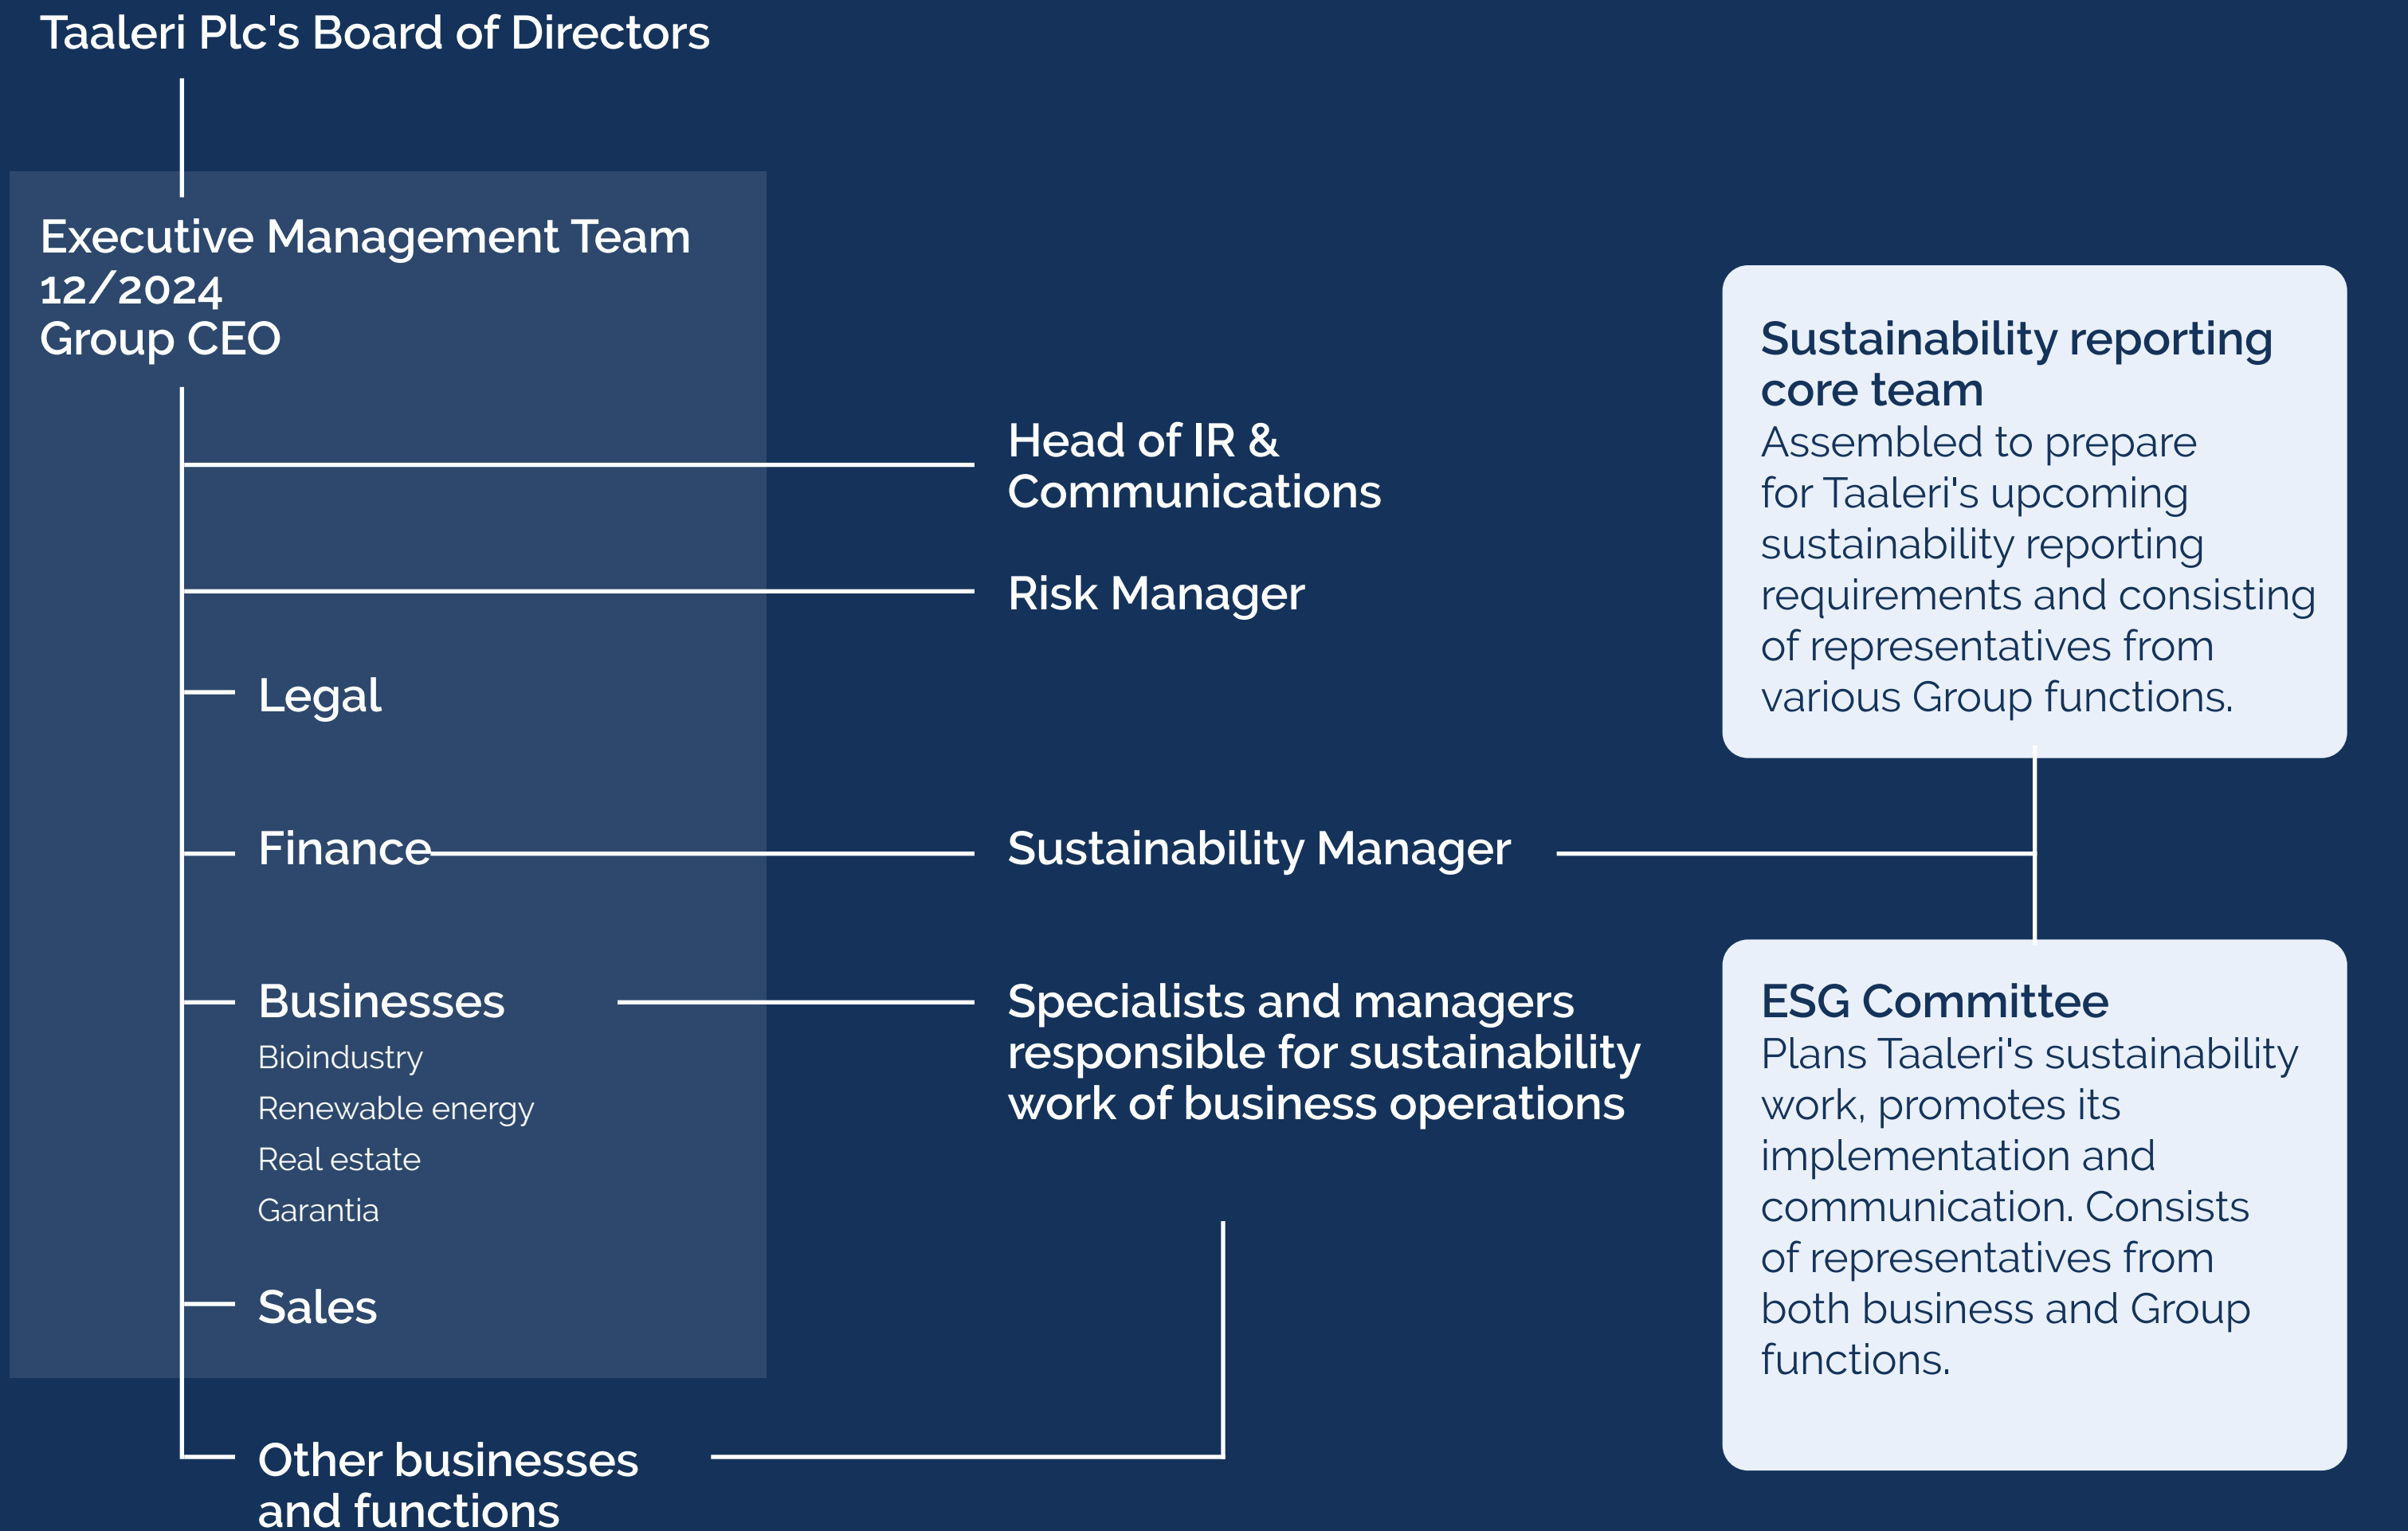 Taaleri Plc's Board of Directors
Executive Management Team
12/2024
Group CEO
Head of IR &
Communications
Risk Manager
Legal
Finance
Sustainability Manager
Businesses
Bioindustry
Renewable energy
Real estate
Garantia
Specialists and managers
responsible for sustainability
work of business operations
Sales
Other businesses
and functions
Sustainability reporting
core team
Assembled to prepare
for Taaleri's upcoming
sustainability reporting
requirements and consisting
of representatives from
various Group functions.
ESG Committee
Plans Taaleri's sustainability
work, promotes its
implementation and
communication. Consists
of representatives from
both business and Group
functions.